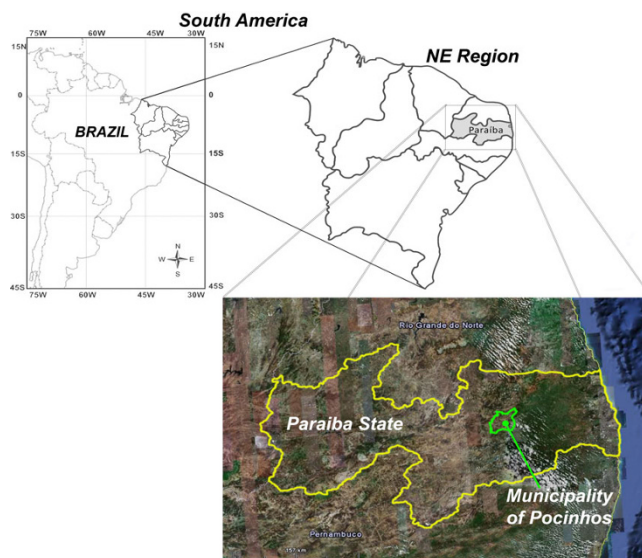 South America
75W 60W 45W 30W
15N 15N
NE Region
0 0
BRAZIL
Paraíba
15S 15S
30S 30S
N
W E
S
45S 45S
75W 60W 45W 30W
Rio Grande do Norte
Paraiba State
Municipality
of Pocinhos
Pernambuco